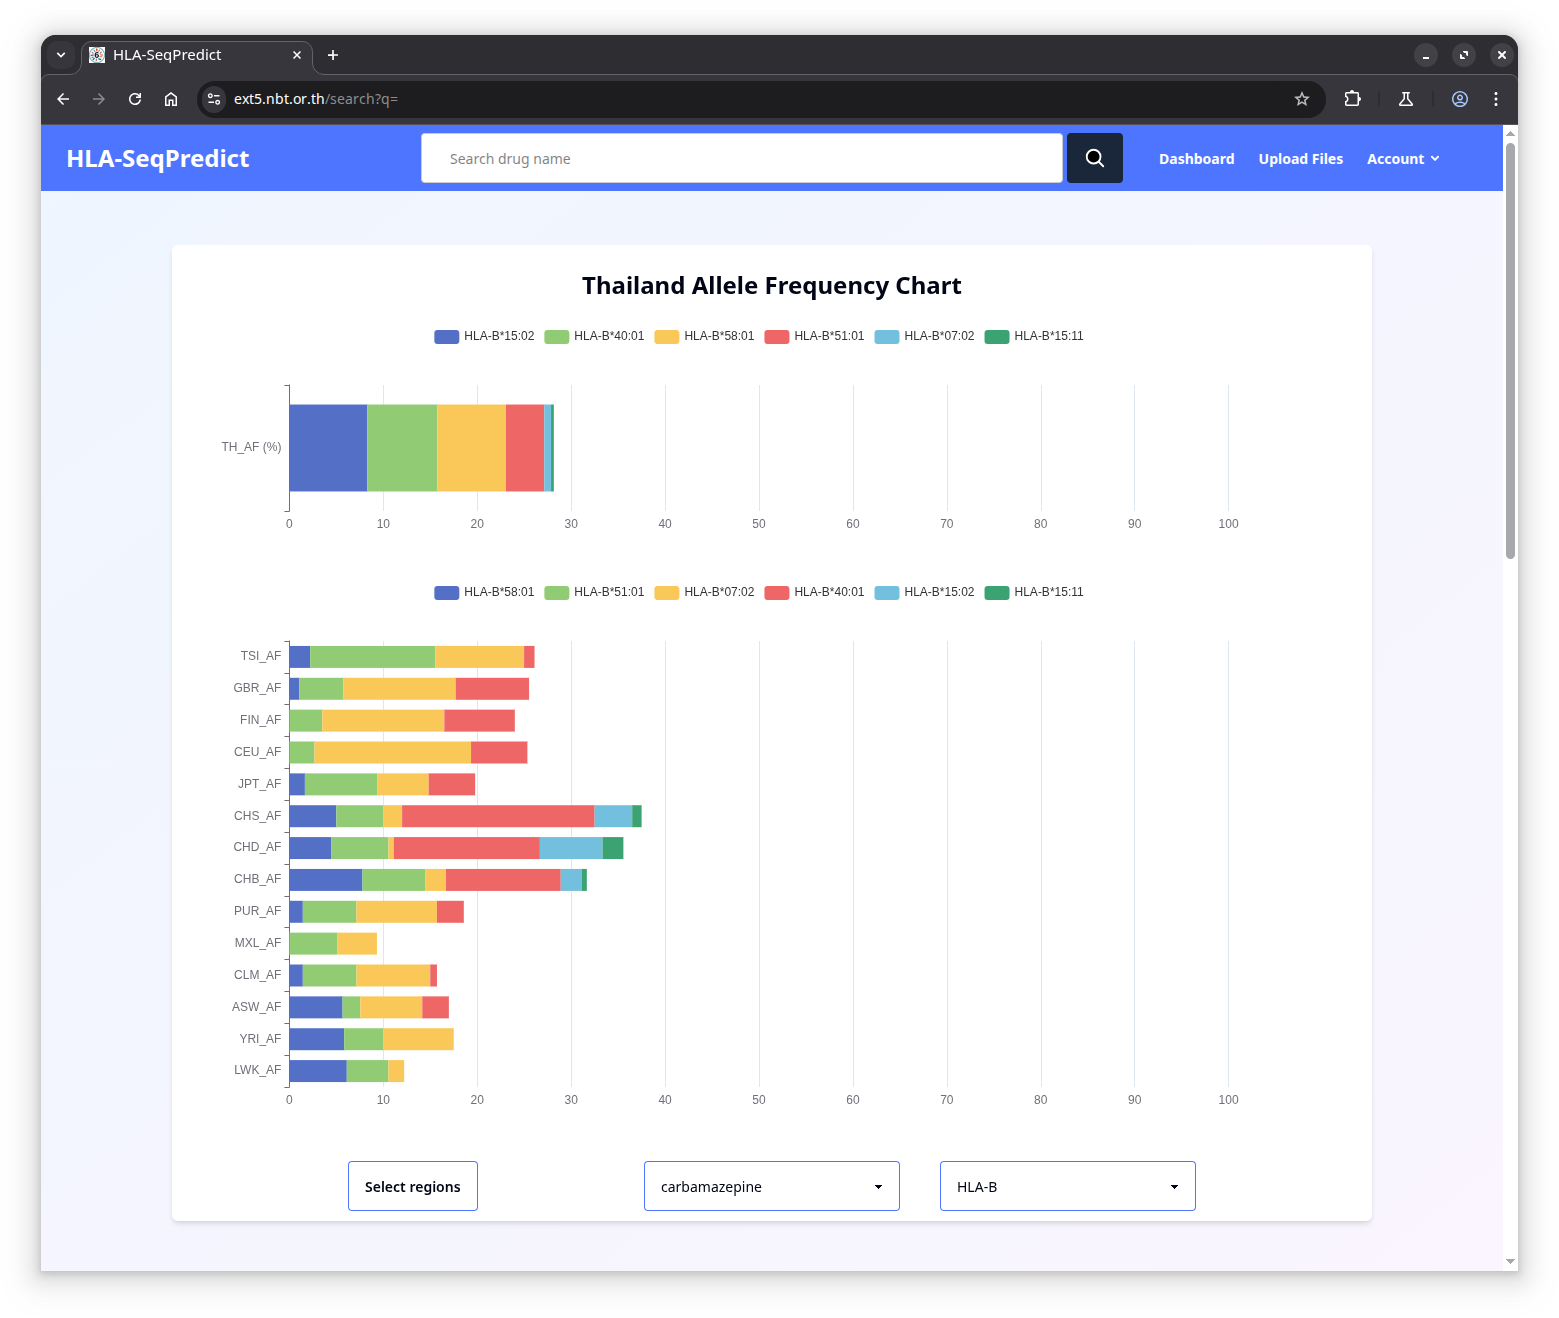 HLA-SeqPredict
ext5.nbt.or.th/search?q=
HLA-SeqPredict
Search drug name
Dashboard
Upload Files
Account
Thailand Allele Frequency Chart
HLA-B*15:02 HLA-B*40:01 HLA-B*58:01 HLA-B*51:01 HLA-B*07:02 HLA-B*15:11
TH_AF (%)
0 10 20 30 40 50 60 70 80 90 100
HLA-B*58:01 HLA-B*51:01 HLA-B*07:02 HLA-B*40:01 HLA-B*15:02 HLA-B*15:11
TSI_AF
GBR_AF
FIN_AF
CEU_AF
JPT_AF
CHS_AF
CHD_AF
CHB_AF
PUR_AF
MXL_AF
CLM_AF
ASW_AF
YRI_AF
LWK_AF
0 10 20 30 40 50 60 70 80 90 100
Select regions
carbamazepine
HLA-B